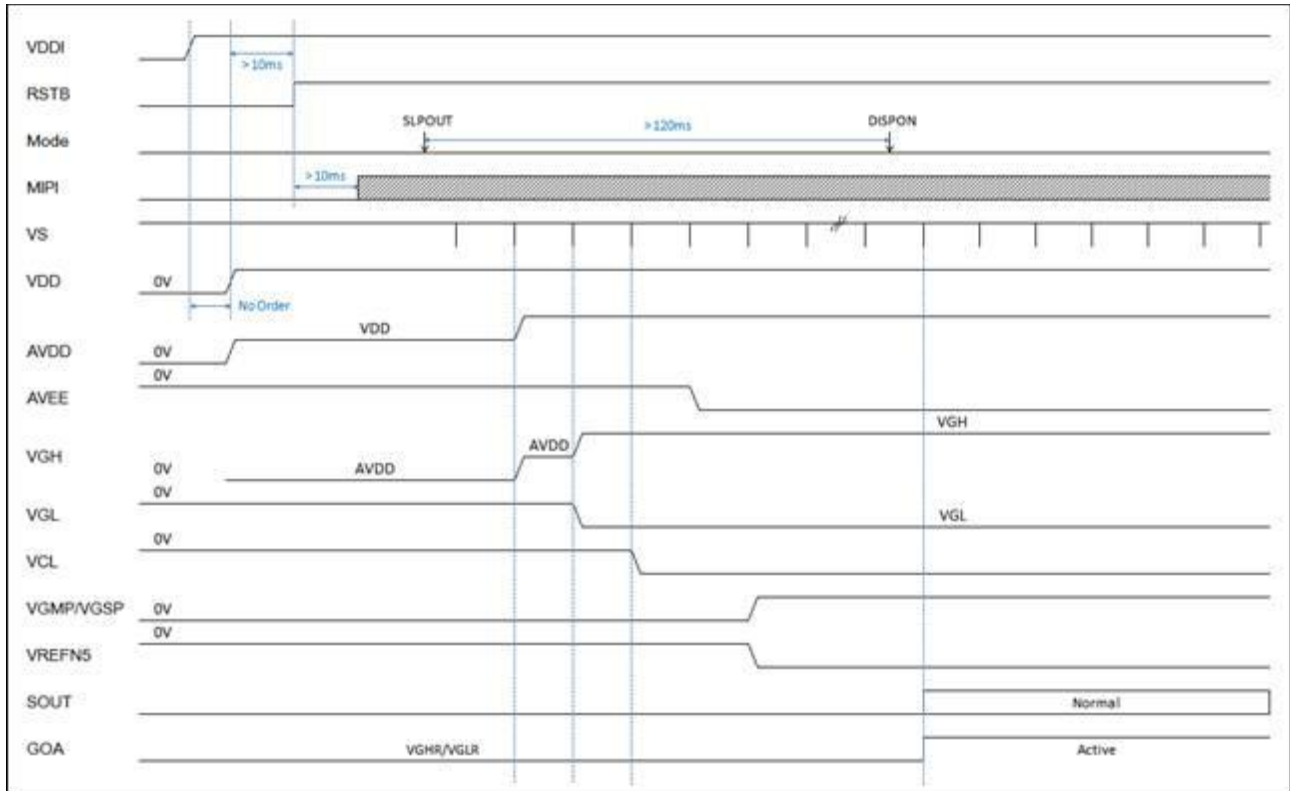 VDDI
> 10ms
RSTB
SLPOUT
>120ms
DISPON
Mode
>10ms
MIPI
VS
VDD
0V
No Order
VDD
AVDD
0V
0V
AVEE
VGH
AVDD
VGH
0V
AVDD
0V
VGL
VGL
0V
VCL
VGMP/VGSP
0V
0V
VREFN5
SOUT
Normal
GOA
VGHR/VGLR
Active